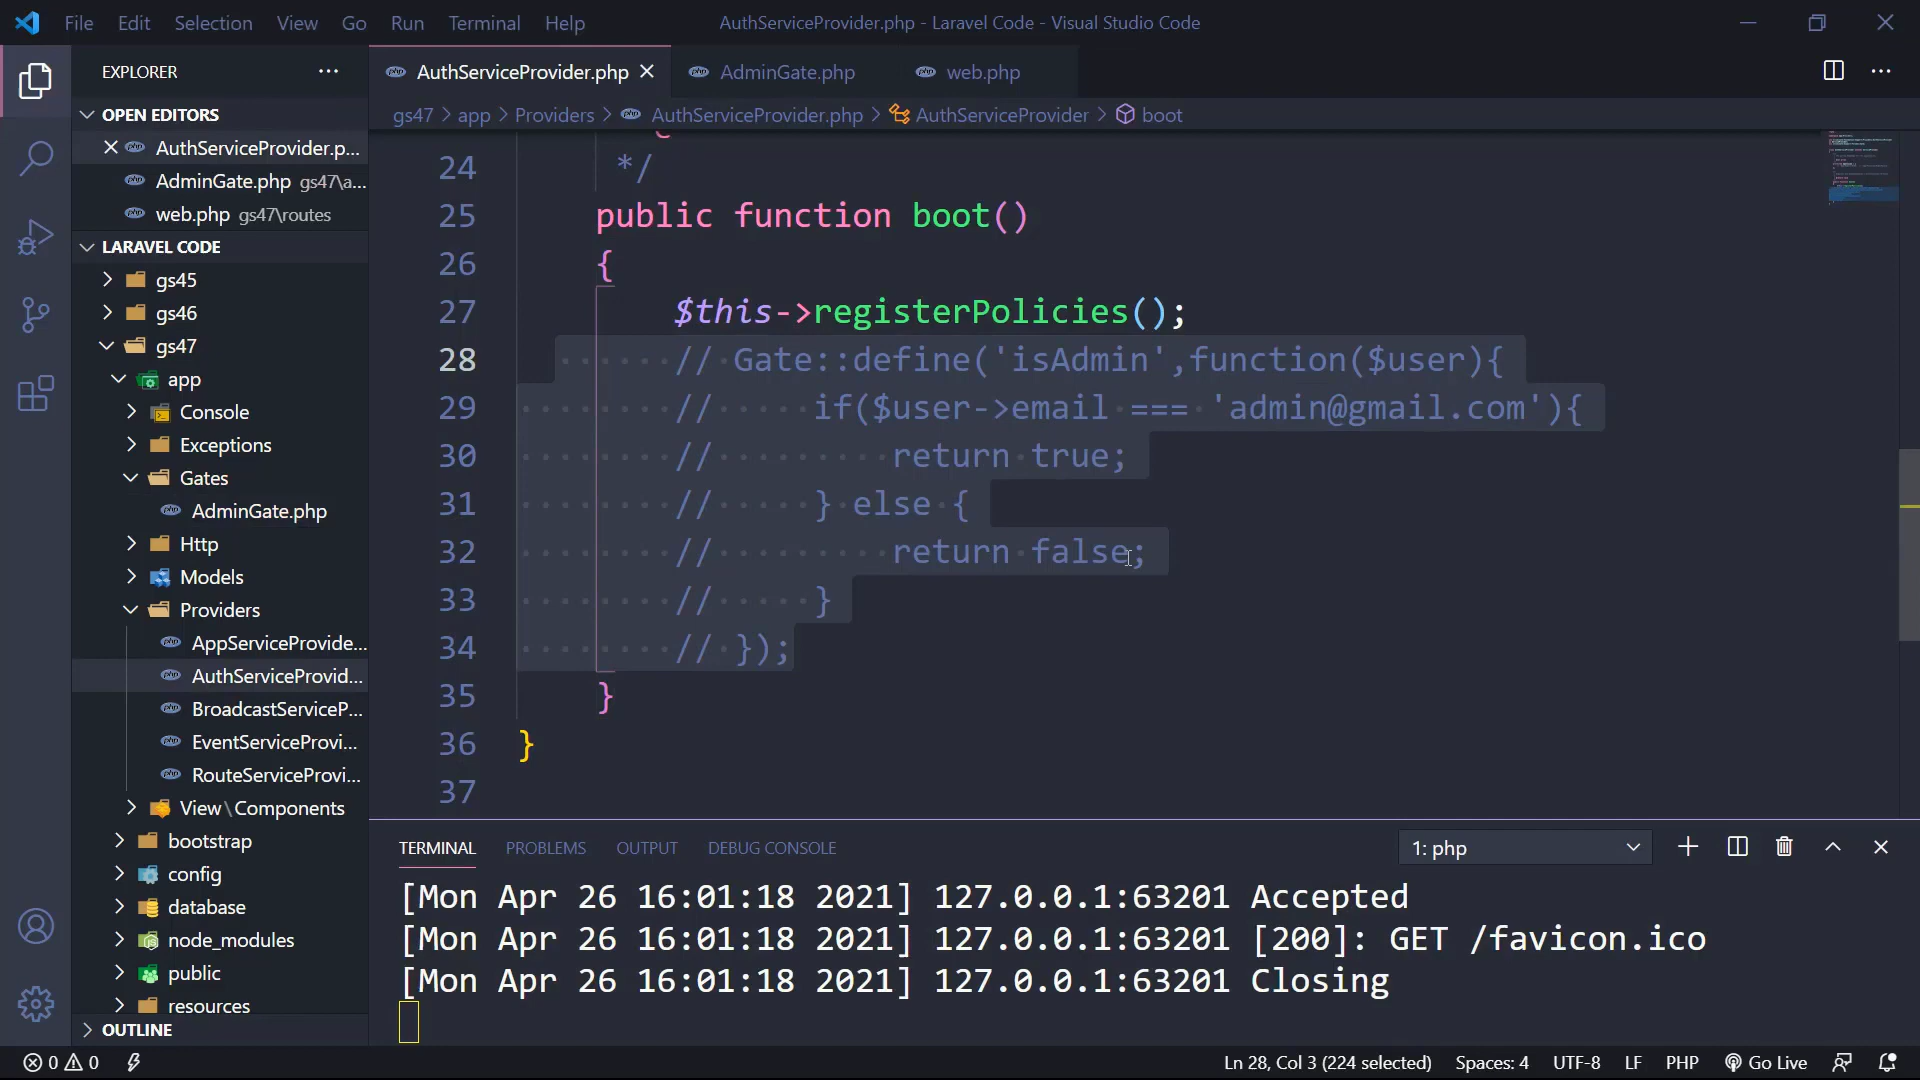 File Edit Selection View Go Run Terminal Help
AuthServiceProvider.php - Laravel Code - Visual Studio Code
EXPLORER
OPEN EDITORS
AuthServiceProvider.p...
AdminGate.php gs47\a...
web.php gs47\routes
LARAVEL CODE
gs45
gs46
gs47
app
Console
Exceptions
Gates
AdminGate.php
Http
Models
Providers
AppServiceProvide...
AuthServiceProvid...
BroadcastServiceP...
EventServiceProvi...
RouteServiceProvi...
View\Components
bootstrap
config
database
node_modules
public
resources
OUTLINE
AuthServiceProvider.php AdminGate.php web.php
gs47 > app > Providers > AuthServiceProvider.php > AuthServiceProvider > boot
24 */
25 public function boot()
26 {
27 $this->registerPolicies();
28 // Gate::define('isAdmin',function($user){
29 // if($user->email === 'admin@gmail.com'){
30 // return true;
31 // } else {
32 // return false;
33 // }
34 // });
35 }
36 }
37
TERMINAL PROBLEMS OUTPUT DEBUG CONSOLE
1: php
[Mon Apr 26 16:01:18 2021] 127.0.0.1:63201 Accepted
[Mon Apr 26 16:01:18 2021] 127.0.0.1:63201 [200]: GET /favicon.ico
[Mon Apr 26 16:01:18 2021] 127.0.0.1:63201 Closing
0 0
Ln 28, Col 3 (224 selected) Spaces: 4 UTF-8 LF PHP Go Live